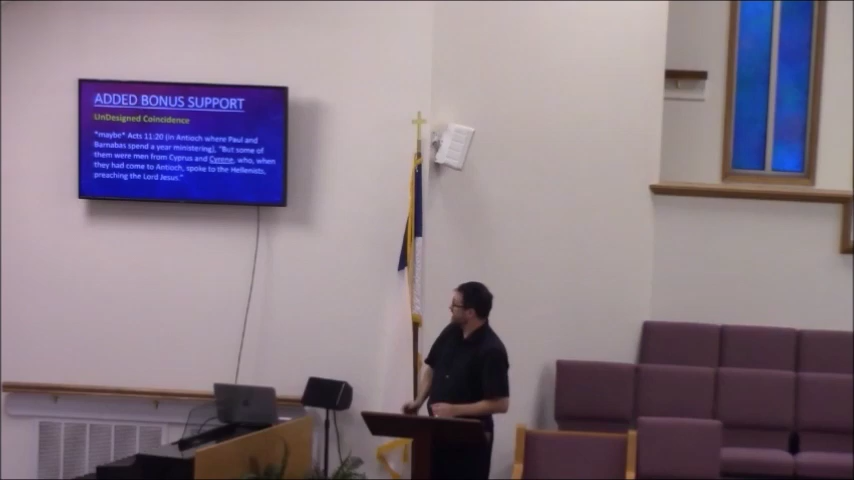 ADDED BONUS SUPPORT
UnDesigned Coincidence
*maybe* Acts 11:20 (in Antioch where Paul and
Barnabas spend a year ministering), "But some of
them were men from Cyprus and Cyrene, who, when
they had come to Antioch, spoke to the Hellenists,
preaching the Lord Jesus."